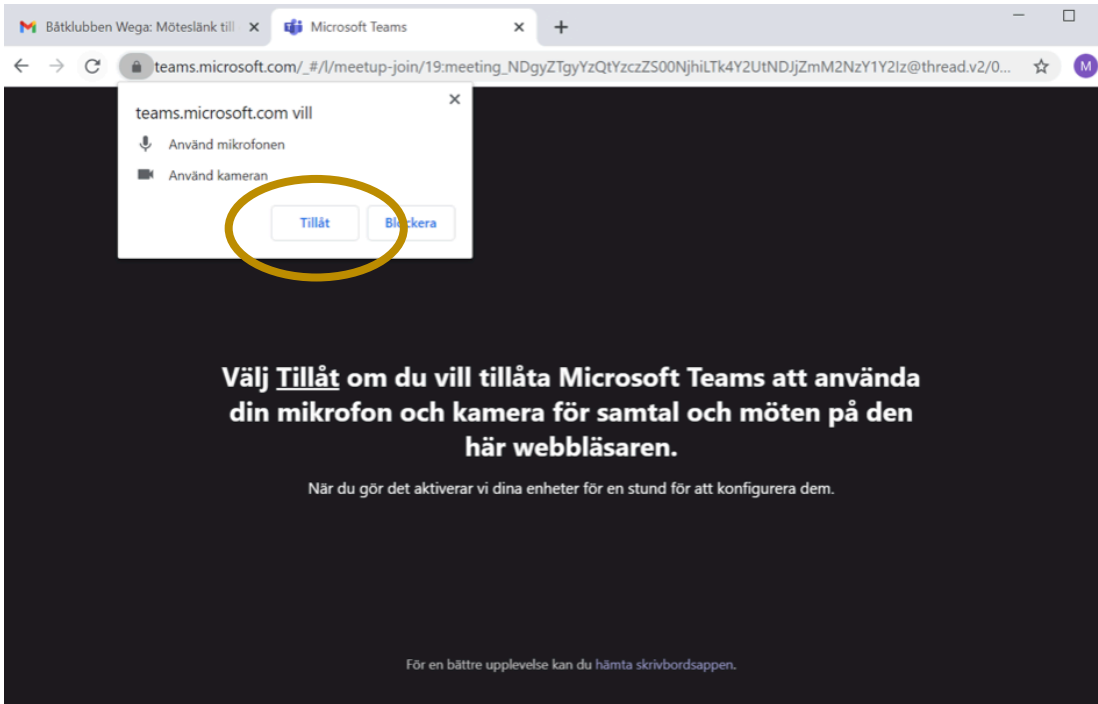 Båtklubben Wega: Möteslänk till
Microsoft Teams
teams.microsoft.com/_#/l/meetup-join/19:meeting_NDgyZTgyYzQtYzczZS00NjhiLTk4Y2UtNDJjZmM2NzY1Y2Iz@thread.v2/0...
M
teams.microsoft.com vill
Använd mikrofonen
Använd kameran
Tillåt Blockera
Välj Tillåt om du vill tillåta Microsoft Teams att använda
din mikrofon och kamera för samtal och möten på den
här webbläsaren.
När du gör det aktiverar vi dina enheter för en stund för att konfigurera dem.
För en bättre upplevelse kan du hämta skrivbordsappen.